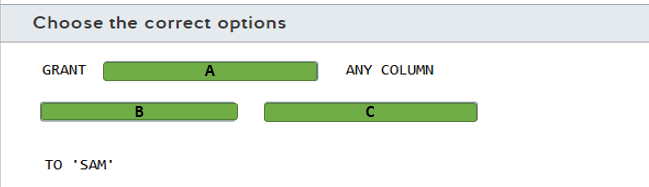 Choose the correct options
GRANT A ANY COLUMN
B C
TO 'SAM'